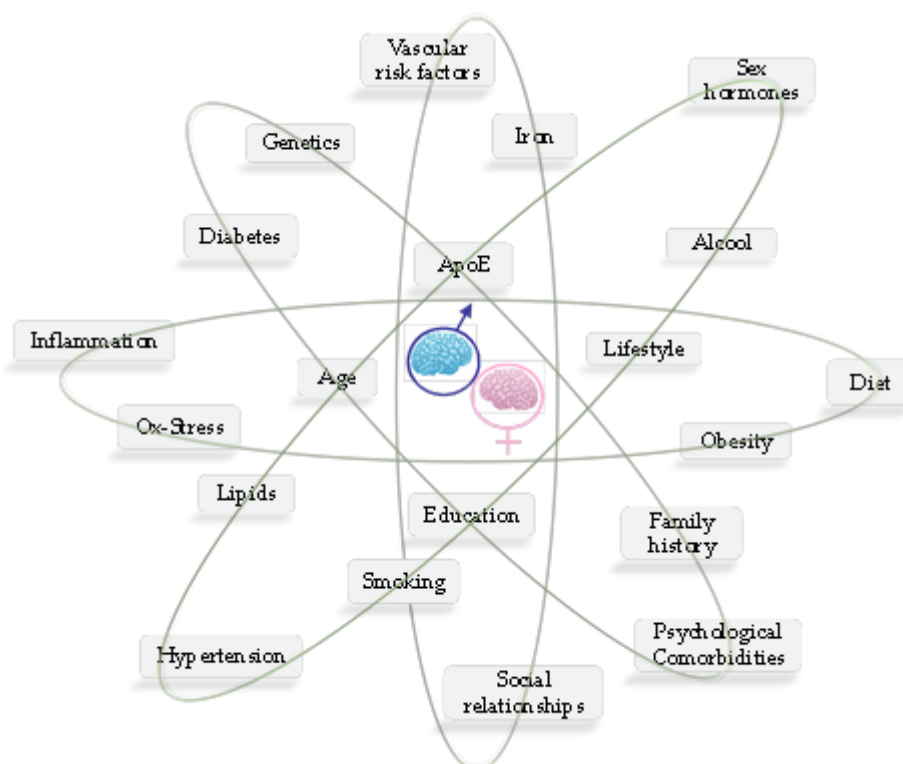 Vascular
risk factors
Sex
hormones
Genetics
Iron
Diabetes
Alcool
ApoE
Inflammation
Lifestyle
Age
Diet
Ox-Stress
Obesity
Lipids
Education
Family
history
Smoking
Hypertension
Psychological
Comorbidities
Social
relationships